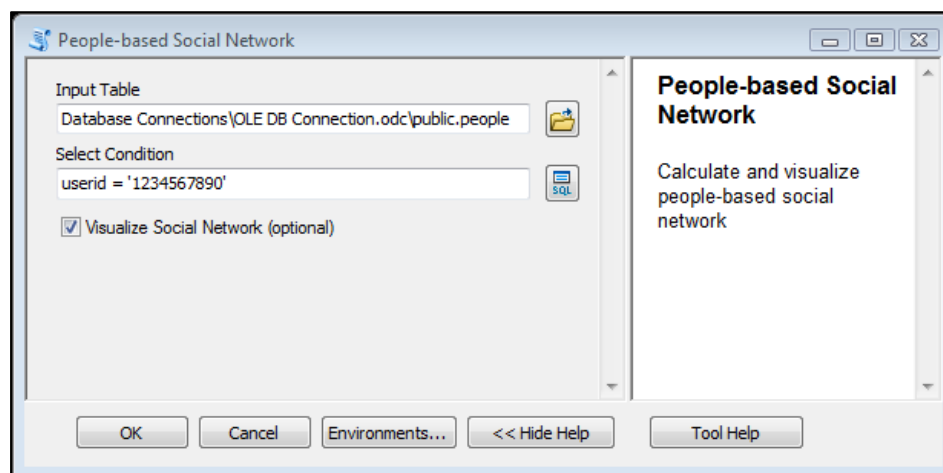 People-based Social Network
Input Table
Database Connections\OLE DB Connection.odc\public.people
Select Condition
userid = '1234567890'
SQL
Visualize Social Network (optional)
People-based Social
Network
Calculate and visualize
people-based social
network
OK
Cancel
Environments...
<< Hide Help
Tool Help